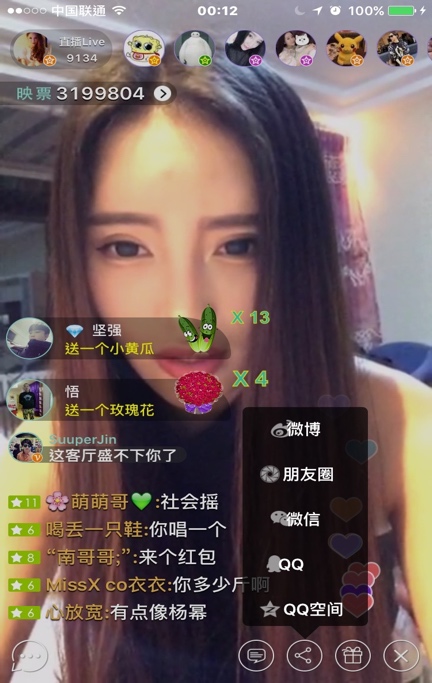 中国联通
00:12
100%
直播Live
9134
映票 3199804
坚强
送一个小黄瓜
X 13
悟
送一个玫瑰花
X 4
SuuperJin
这客厅盛不下你了
11 萌萌哥:社会摇
6 喝丢一只鞋:你唱一个
8 “南哥哥;”:来个红包
6 MissX co衣衣:你多少斤啊
6 心放宽:有点像杨幂
微博
朋友圈
微信
QQ
QQ空间